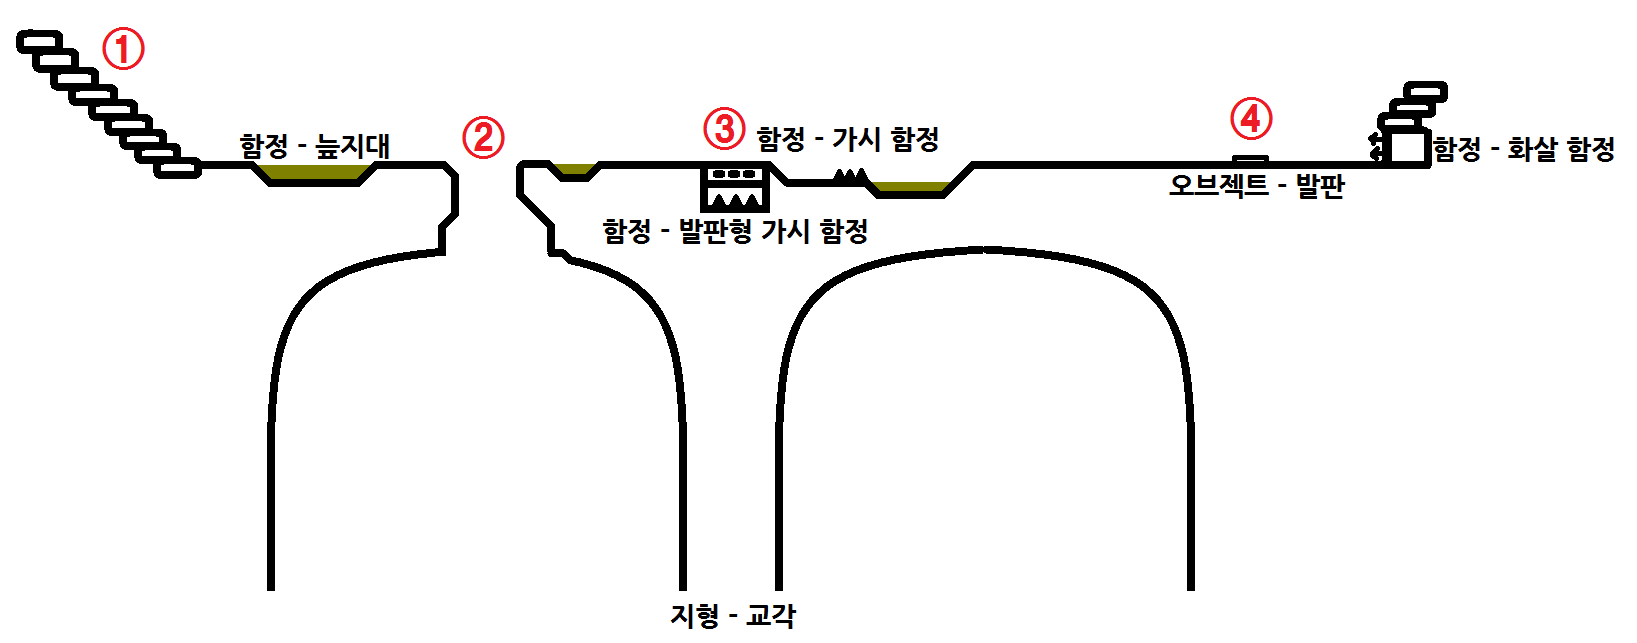 ①
함정 - 늪지대
②
③
함정 - 가시 함정
④
함정 - 화살 함정
오브젝트 - 발판
함정 - 발판형 가시 함정
지형 - 교각